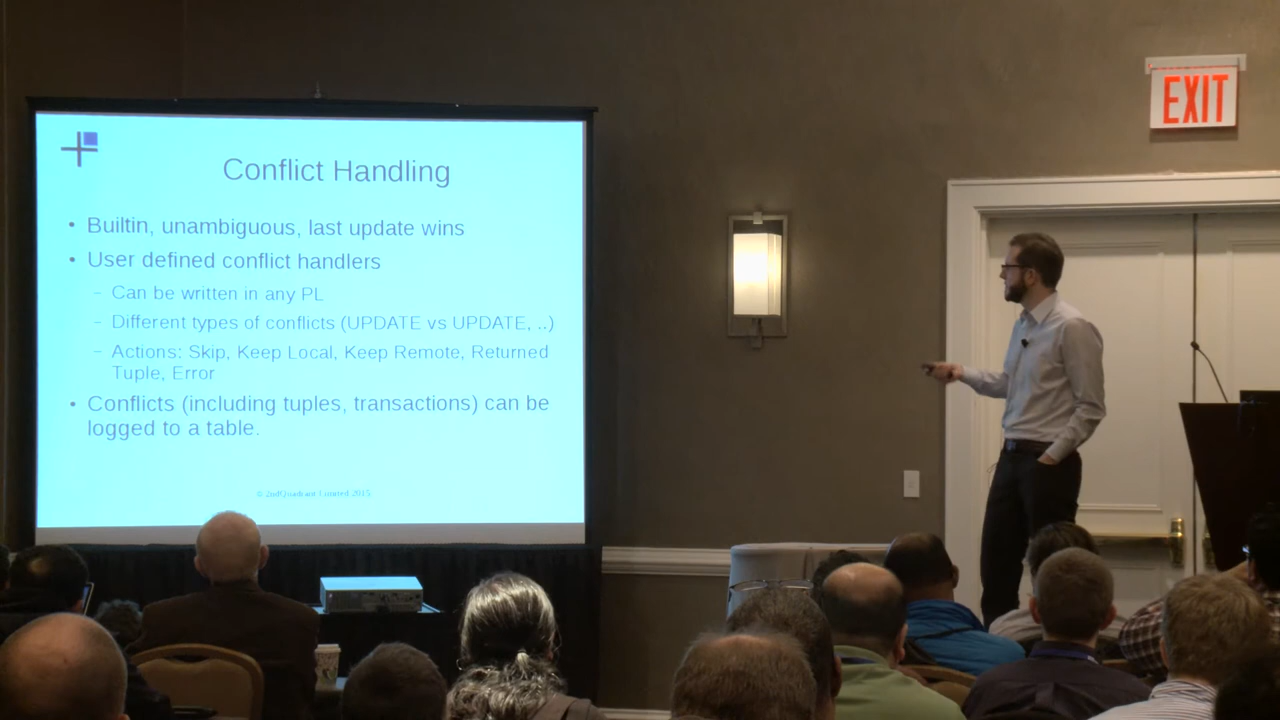 Conflict Handling
• Builtin, unambiguous, last update wins
• User defined conflict handlers
– Can be written in any PL
– Different types of conflicts (UPDATE vs UPDATE, ..)
– Actions: Skip, Keep Local, Keep Remote, Returned
Tuple, Error
• Conflicts (including tuples, transactions) can be
logged to a table.
© 2ndQuadrant Limited 2015
EXIT